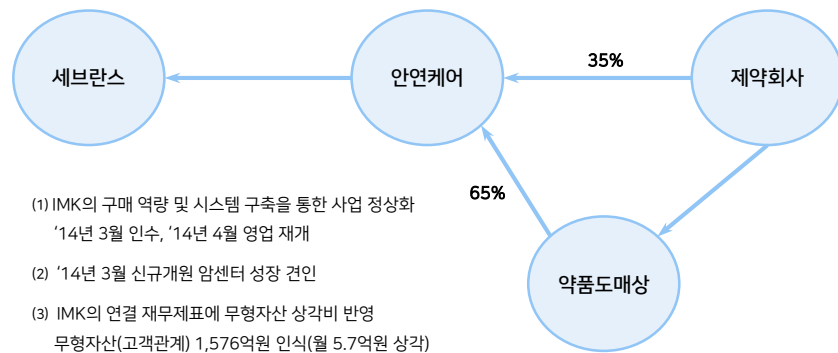 세브란스
안연케어
35%
제약회사
65%
약품도매상
(1) IMK의 구매 역량 및 시스템 구축을 통한 사업 정상화
‘14년 3월 인수, ‘14년 4월 영업 재개
(2) ‘14년 3월 신규개원 암센터 성장 견인
(3) IMK의 연결 재무제표에 무형자산 상각비 반영
무형자산(고객관계) 1,576억원 인식(월 5.7억원 상각)